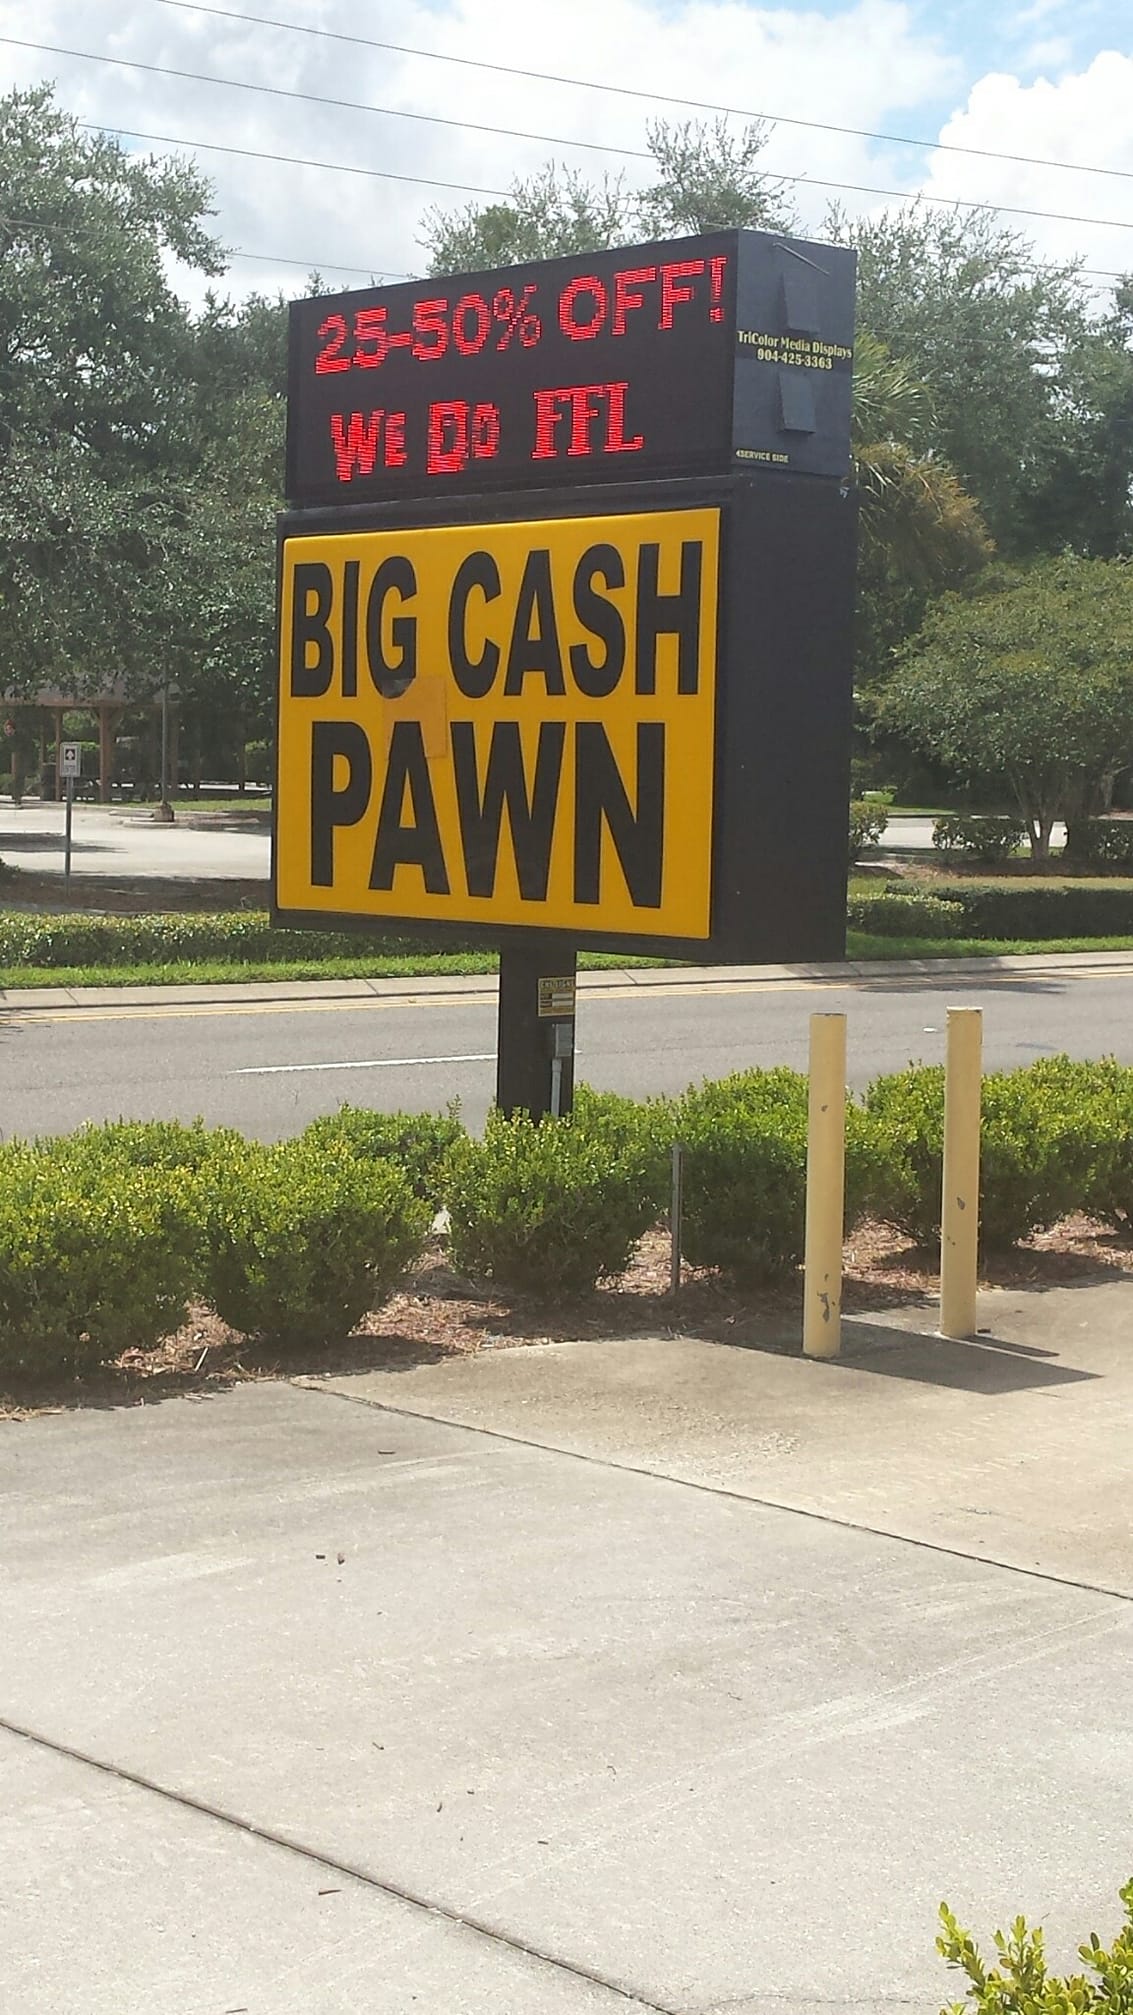 25-50% OFF!
WE DO FFL
TriColor Media Displays
904-425-3363
SERVICE SIDE
BIG CASH
PAWN